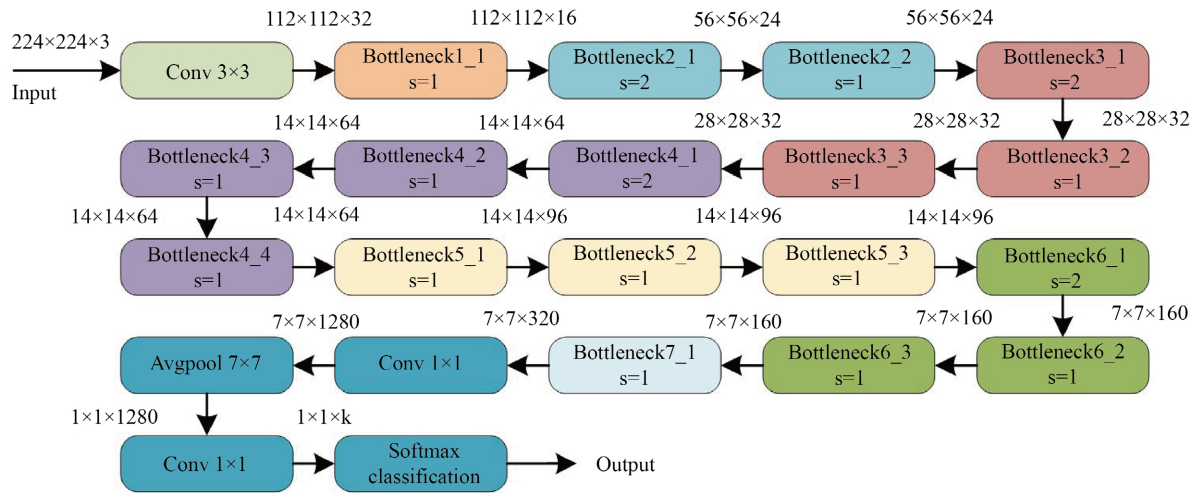 112×112×32
112×112×16
56×56×24
56×56×24
224×224×3
Input
Conv 3×3
Bottleneck1_1
s=1
Bottleneck2_1
s=2
Bottleneck2_2
s=1
Bottleneck3_1
s=2
14×14×64
14×14×64
28×28×32
28×28×32
28×28×32
Bottleneck4_3
s=1
Bottleneck4_2
s=1
Bottleneck4_1
s=2
Bottleneck3_3
s=1
Bottleneck3_2
s=1
14×14×64
14×14×64
14×14×96
14×14×96
14×14×96
Bottleneck4_4
s=1
Bottleneck5_1
s=1
Bottleneck5_2
s=1
Bottleneck5_3
s=1
Bottleneck6_1
s=2
7×7×1280
7×7×320
7×7×160
7×7×160
7×7×160
Avgpool 7×7
Conv 1×1
Bottleneck7_1
s=1
Bottleneck6_3
s=1
Bottleneck6_2
s=1
1×1×1280
1×1×k
Conv 1×1
Softmax
classification
Output